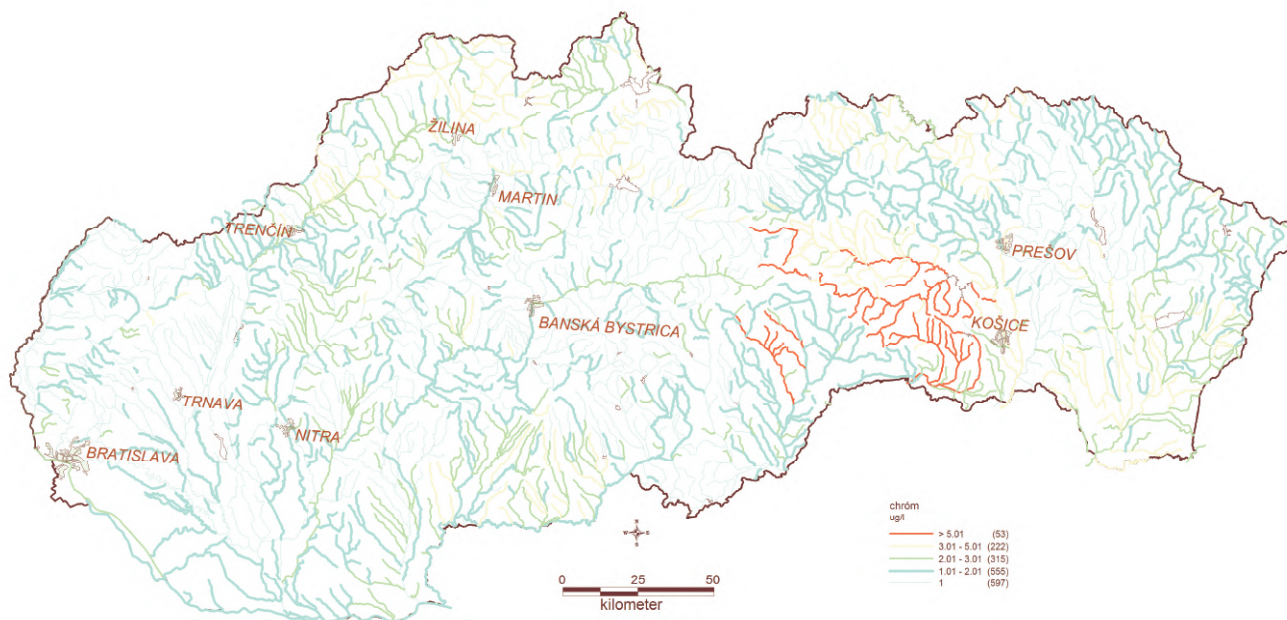 ŽILINA
MARTIN
TRENČÍN
PREŠOV
BANSKÁ BYSTRICA
KOŠICE
TRNAVA
NITRA
BRATISLAVA
N
W E
S
chróm
ug/l
> 5.01 (53)
3.01 - 5.01 (222)
2.01 - 3.01 (315)
1.01 - 2.01 (555)
1 (597)
0 25 50
kilometer